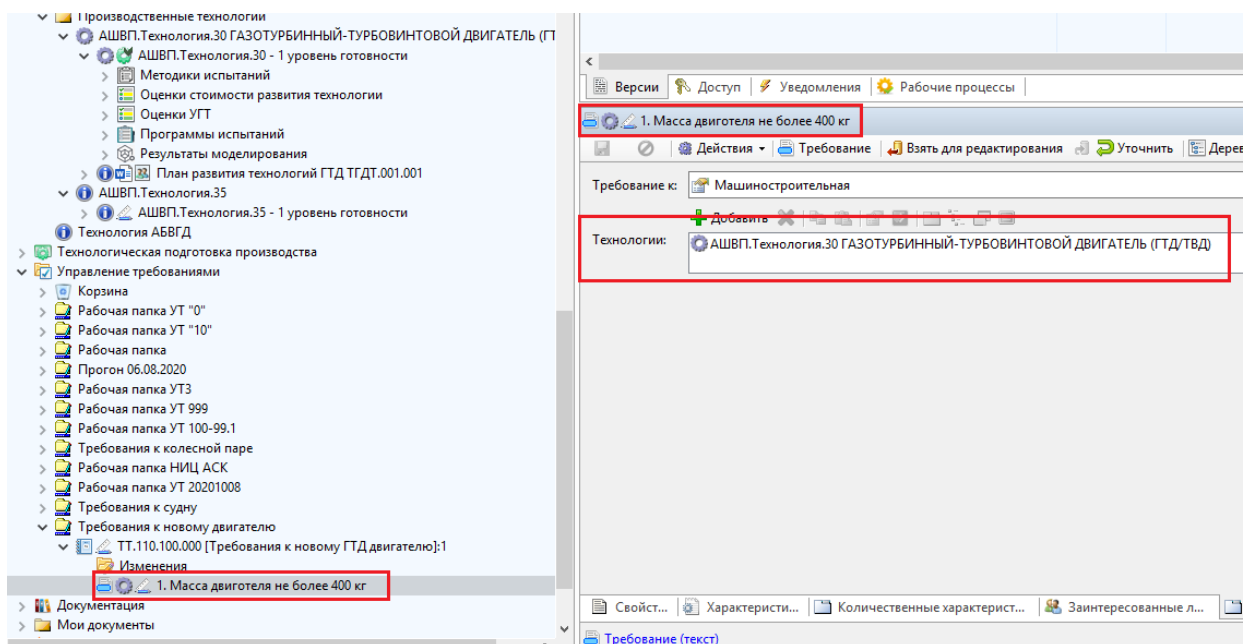 Производственные технологии
АШВП.Технология.30 ГАЗОТУРБИННЫЙ-ТУРБОВИНТОВОЙ ДВИГАТЕЛЬ (ГТ
АШВП.Технология.30 - 1 уровень готовности
Методики испытаний
Оценки стоимости развития технологии
Оценки УГТ
Программы испытаний
Результаты моделирования
План развития технологий ГТД ТГДТ.001.001
АШВП.Технология.35
АШВП.Технология.35 - 1 уровень готовности
Технология АБВГД
Технологическая подготовка производства
Управление требованиями
Корзина
Рабочая папка УТ "0"
Рабочая папка УТ "10"
Рабочая папка
Прогон 06.08.2020
Рабочая папка УТ3
Рабочая папка УТ 999
Рабочая папка УТ 100-99.1
Требования к колесной паре
Рабочая папка НИЦ АСК
Рабочая папка УТ 20201008
Требования к судну
Требования к новому двигателю
ТТ.110.100.000 [Требования к новому ГТД двигателю]:1
Изменения
1. Масса двиготеля не более 400 кг
Документация
Мои документы
Версии Доступ Уведомления Рабочие процессы
1. Масса двиготеля не более 400 кг
Действия Требование Взять для редактирования Уточнить Дерев
Требование к: Машиностроительная
Добавить
Технологии: АШВП.Технология.30 ГАЗОТУРБИННЫЙ-ТУРБОВИНТОВОЙ ДВИГАТЕЛЬ (ГТД/ТВД)
Свойст... Характеристи... Количественные характерист... Заинтересованные л...
Требование (текст)